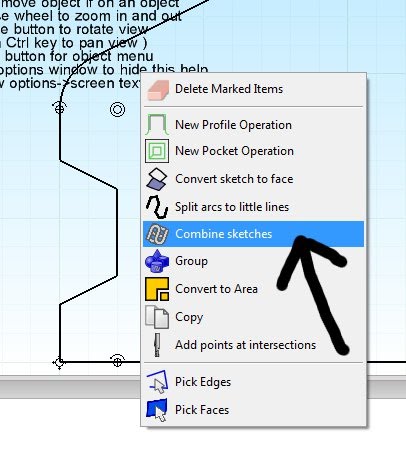 move object if on an object
se wheel to zoom in and out
e button to rotate view
Ctrl key to pan view )
button for object menu
options window to hide this help
w options->screen text
Delete Marked Items
New Profile Operation
New Pocket Operation
Convert sketch to face
Split arcs to little lines
Combine sketches
Group
Convert to Area
Copy
Add points at intersections
Pick Edges
Pick Faces